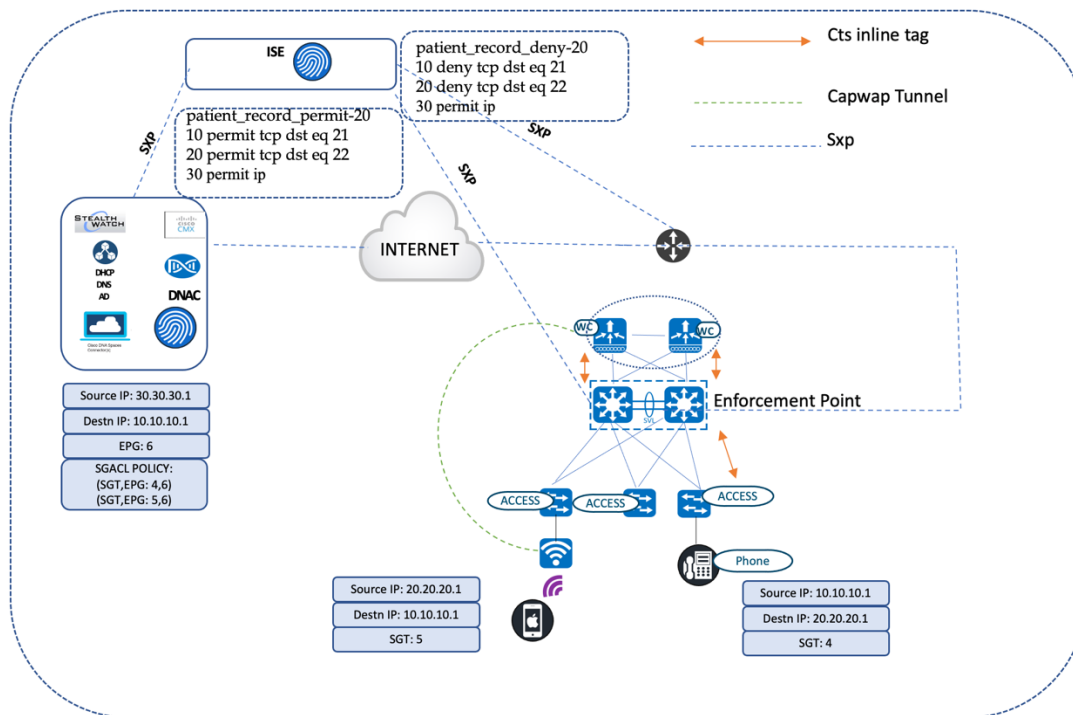 ISE
patient_record_deny-20
10 deny tcp dst eq 21
20 deny tcp dst eq 22
30 permit ip
Cts inline tag
Capwap Tunnel
Sxp
patient_record_permit-20
10 permit tcp dst eq 21
20 permit tcp dst eq 22
30 permit ip
SXP
SXP
SXP
STEALTH
WATCH
CISCO
CMX
DHCP
DNS
AD
DNAC
Cisco DNA Spaces
Connector(s)
INTERNET
WC
WC
Enforcement Point
SVL
Source IP: 30.30.30.1
Destn IP: 10.10.10.1
EPG: 6
SGACL POLICY:
(SGT,EPG: 4,6)
(SGT,EPG: 5,6)
ACCESS
ACCESS
ACCESS
Phone
Source IP: 20.20.20.1
Destn IP: 10.10.10.1
SGT: 5
Source IP: 10.10.10.1
Destn IP: 20.20.20.1
SGT: 4